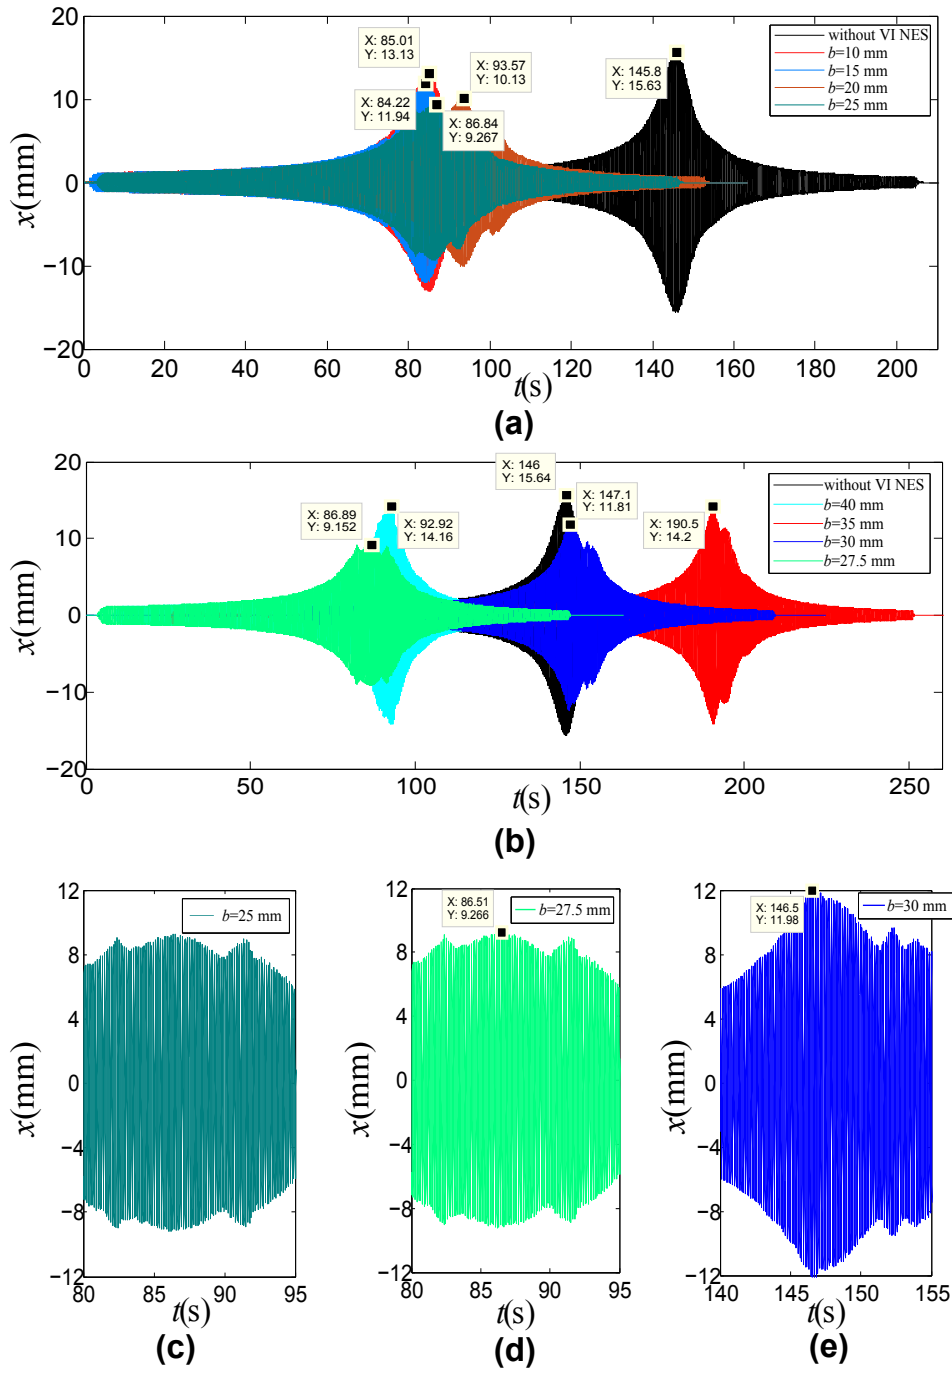 20
10
0
−10
−20
x(mm)
X: 85.01
Y: 13.13
X: 93.57
Y: 10.13
X: 84.22
Y: 11.94
X: 86.84
Y: 9.267
X: 145.8
Y: 15.63
without VI NES
b=10 mm
b=15 mm
b=20 mm
b=25 mm
0 20 40 60 80 100 120 140 160 180 200
t(s)
(a)
20
10
0
−10
−20
x(mm)
X: 146
Y: 15.64
X: 86.89
Y: 9.152
X: 92.92
Y: 14.16
X: 147.1
Y: 11.81
X: 190.5
Y: 14.2
without VI NES
b=40 mm
b=35 mm
b=30 mm
b=27.5 mm
0 50 100 150 200 250
t(s)
(b)
12
8
4
0
−4
−8
−12
x(mm)
b=25 mm
80 85 90 95
t(s)
(c)
12
8
4
0
−4
−8
−12
x(mm)
X: 86.51
Y: 9.266
b=27.5 mm
80 85 90 95
t(s)
(d)
12
8
4
0
−4
−8
−12
x(mm)
X: 146.5
Y: 11.98
b=30 mm
140 145 150 155
t(s)
(e)